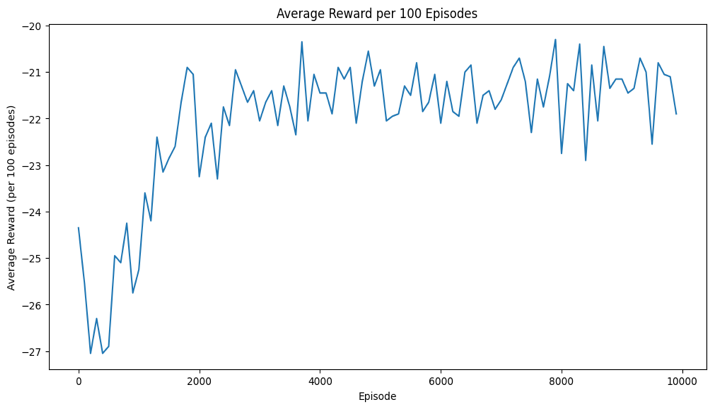 Average Reward per 100 Episodes
Average Reward (per 100 episodes)
−20
−21
−22
−23
−24
−25
−26
−27
0 2000 4000 6000 8000 10000
Episode